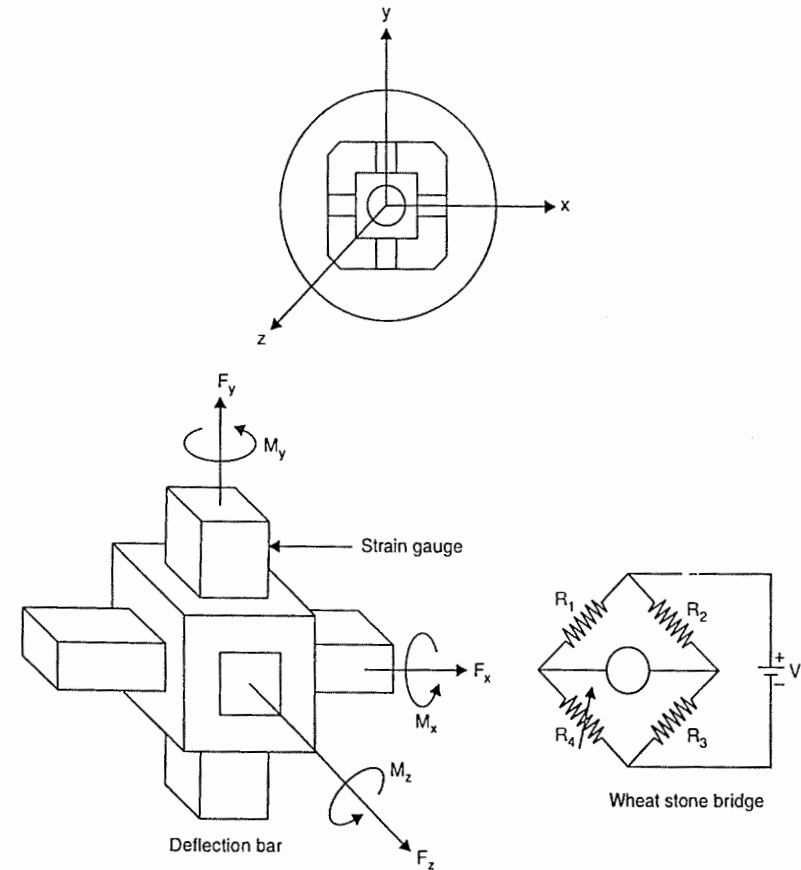 y
x
z
F_y
M_y
Strain gauge
F_x
M_x
M_z
F_z
Deflection bar
R_1
R_2
R_4
R_3
+
−
V
Wheat stone bridge